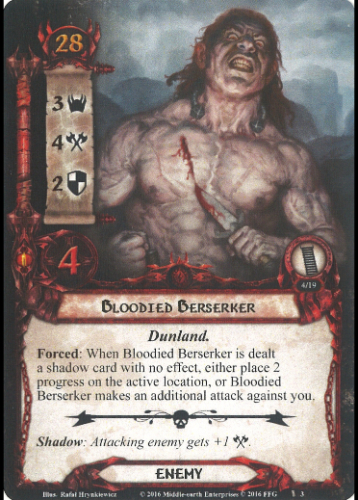 28
3
4
2
4
4/19
BLOODIED BERSERKER
Dunland.
Forced: When Bloodied Berserker is dealt
a shadow card with no effect, either place 2
progress on the active location, or Bloodied
Berserker makes an additional attack against you.
Shadow: Attacking enemy gets +1 .
ENEMY
Illus. Rafał Hrynkiewicz © 2016 Middle-earth Enterprises © 2016 FFG 3